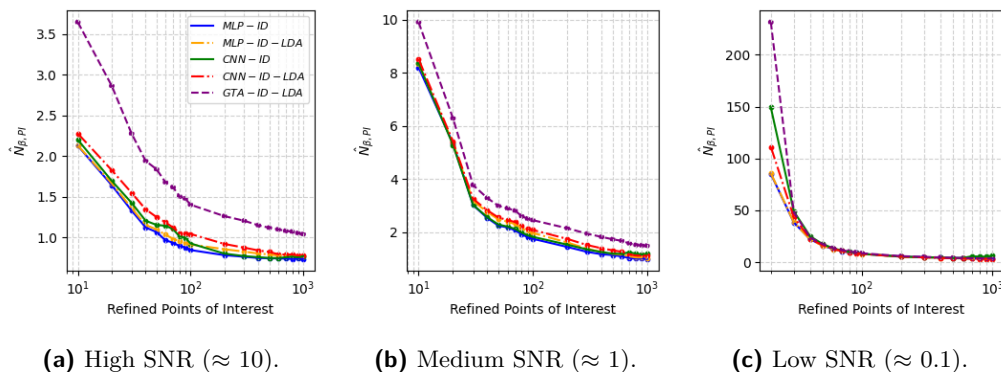 3.5
3.0
2.5
2.0
1.5
1.0
N̂β,PI
10¹
10²
10³
Refined Points of Interest
MLP − ID
MLP − ID − LDA
CNN − ID
CNN − ID − LDA
GTA − ID − LDA
(a) High SNR (≈ 10).
10
8
6
4
2
N̂β,PI
10¹
10²
10³
Refined Points of Interest
(b) Medium SNR (≈ 1).
200
150
100
50
0
N̂β,PI
10²
10³
Refined Points of Interest
(c) Low SNR (≈ 0.1).